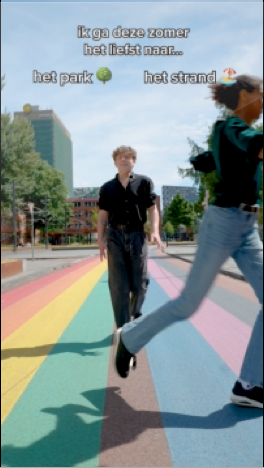 ik ga deze zomer
het liefst naar...
het park 🌳 het strand 🏖️